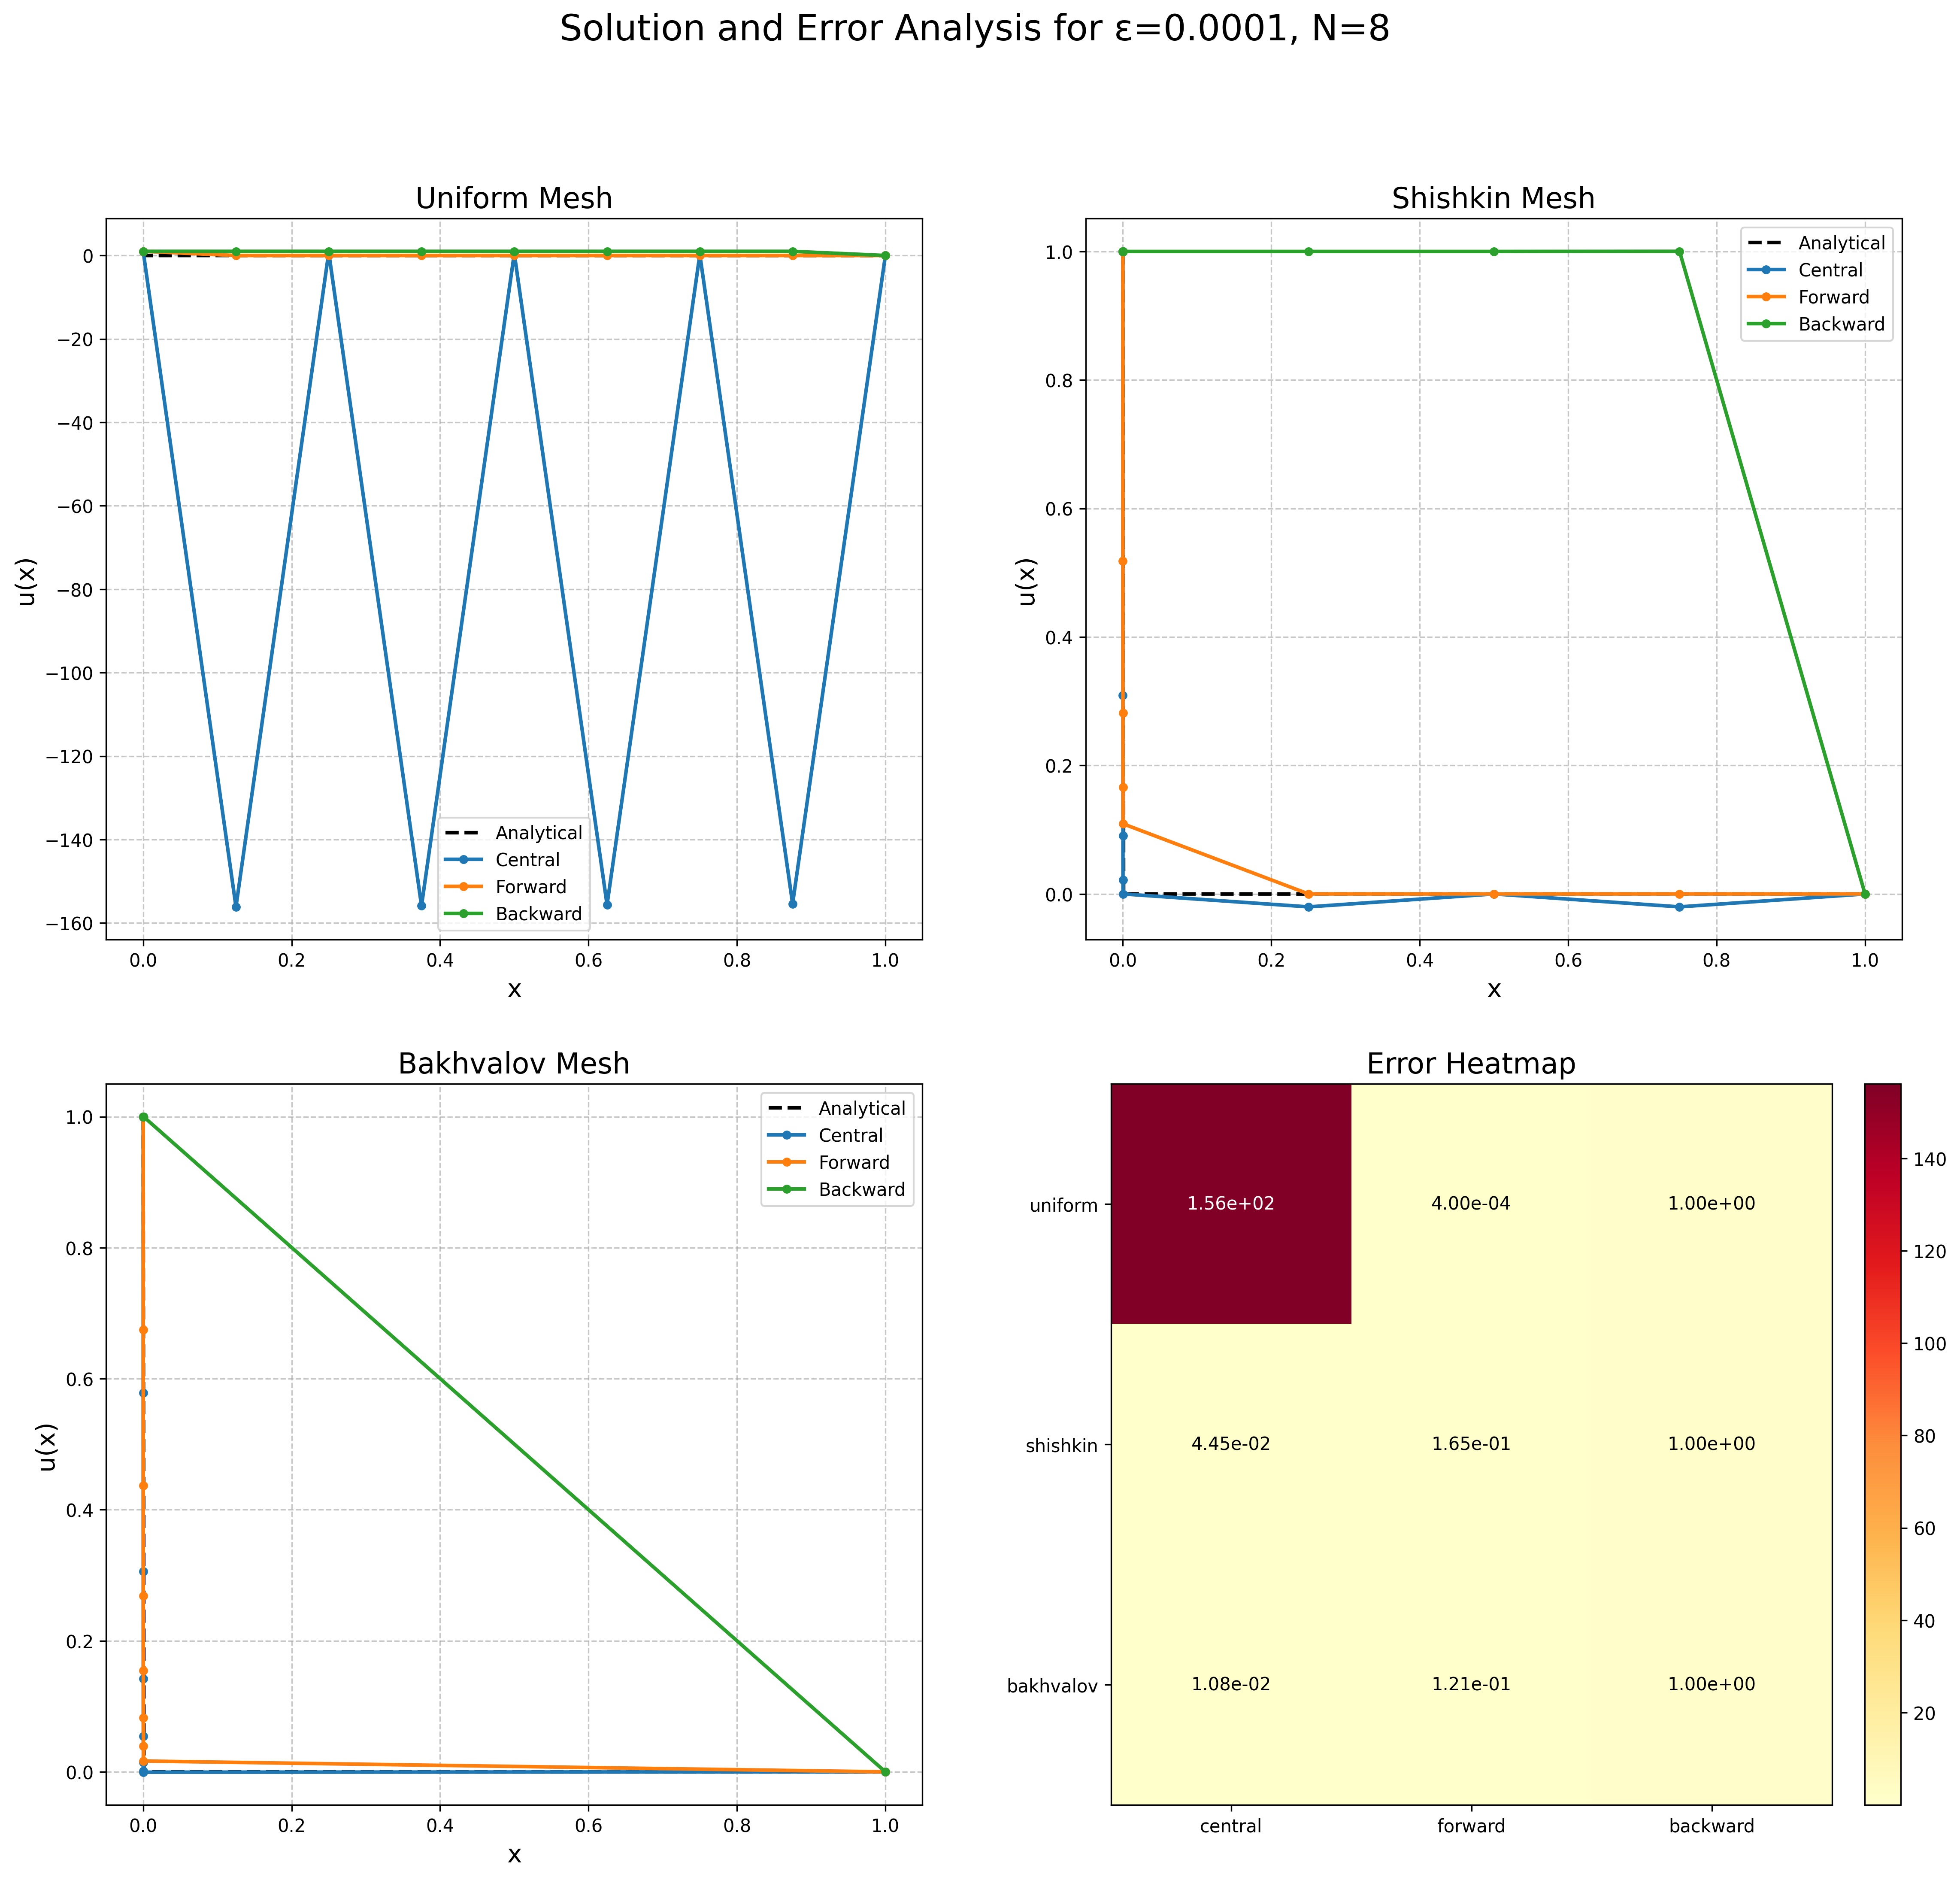 Solution and Error Analysis for ε=0.0001, N=8
Uniform Mesh
u(x)
0
−20
−40
−60
−80
−100
−120
−140
−160
Analytical
Central
Forward
Backward
0.0 0.2 0.4 0.6 0.8 1.0
x
Shishkin Mesh
u(x)
1.0
0.8
0.6
0.4
0.2
0.0
Analytical
Central
Forward
Backward
0.0 0.2 0.4 0.6 0.8 1.0
x
Bakhvalov Mesh
u(x)
1.0
0.8
0.6
0.4
0.2
0.0
Analytical
Central
Forward
Backward
0.0 0.2 0.4 0.6 0.8 1.0
x
Error Heatmap
uniform 1.56e+02 4.00e-04 1.00e+00
shishkin 4.45e-02 1.65e-01 1.00e+00
bakhvalov 1.08e-02 1.21e-01 1.00e+00
central forward backward
140
120
100
80
60
40
20